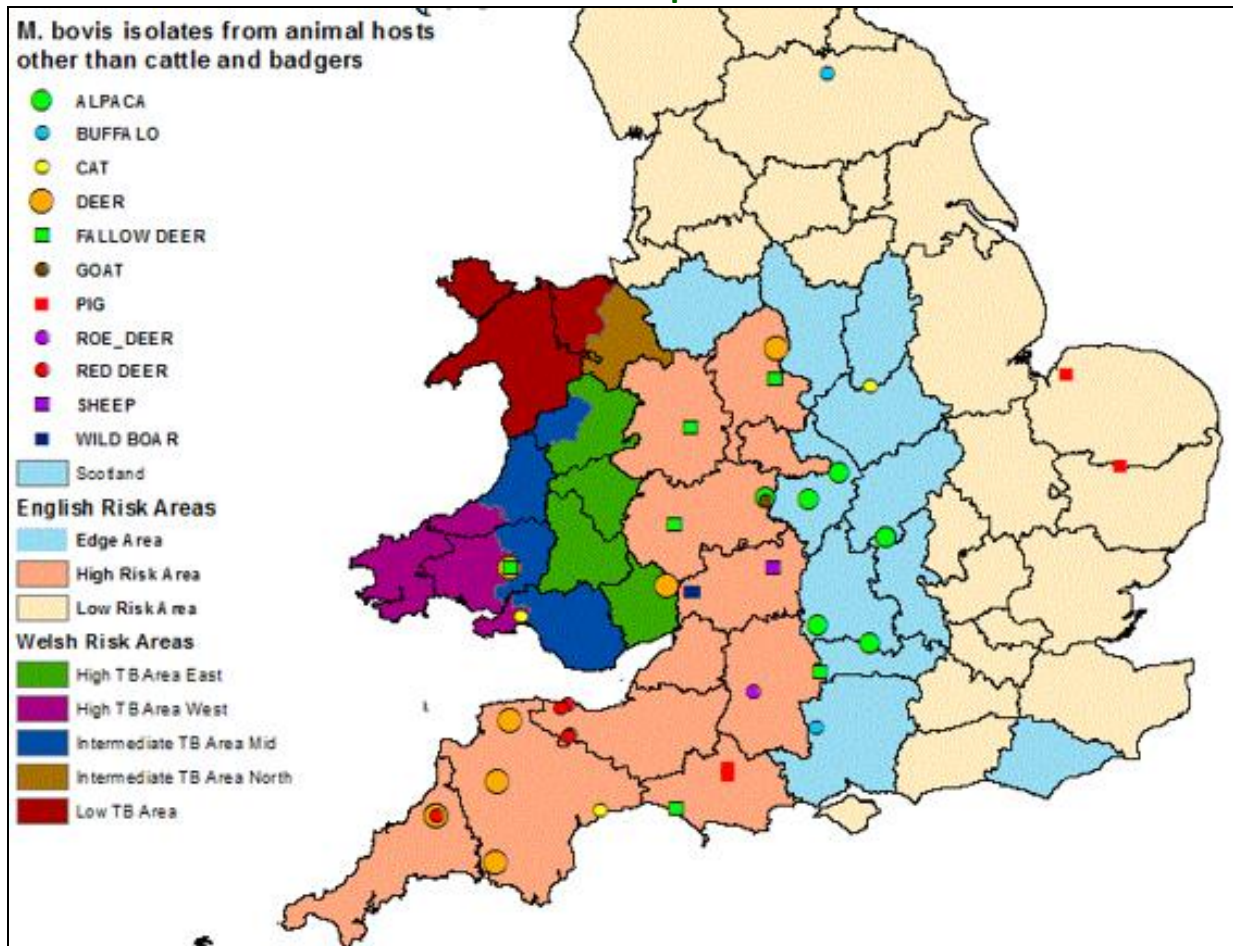 M. bovis isolates from animal hosts
other than cattle and badgers
ALPACA
BUFFALO
CAT
DEER
FALLOW DEER
GOAT
PIG
ROE_DEER
RED DEER
SHEEP
WILD BOAR
Scotland
English Risk Areas
Edge Area
High Risk Area
Low Risk Area
Welsh Risk Areas
High TB Area East
High TB Area West
Intermediate TB Area Mid
Intermediate TB Area North
Low TB Area